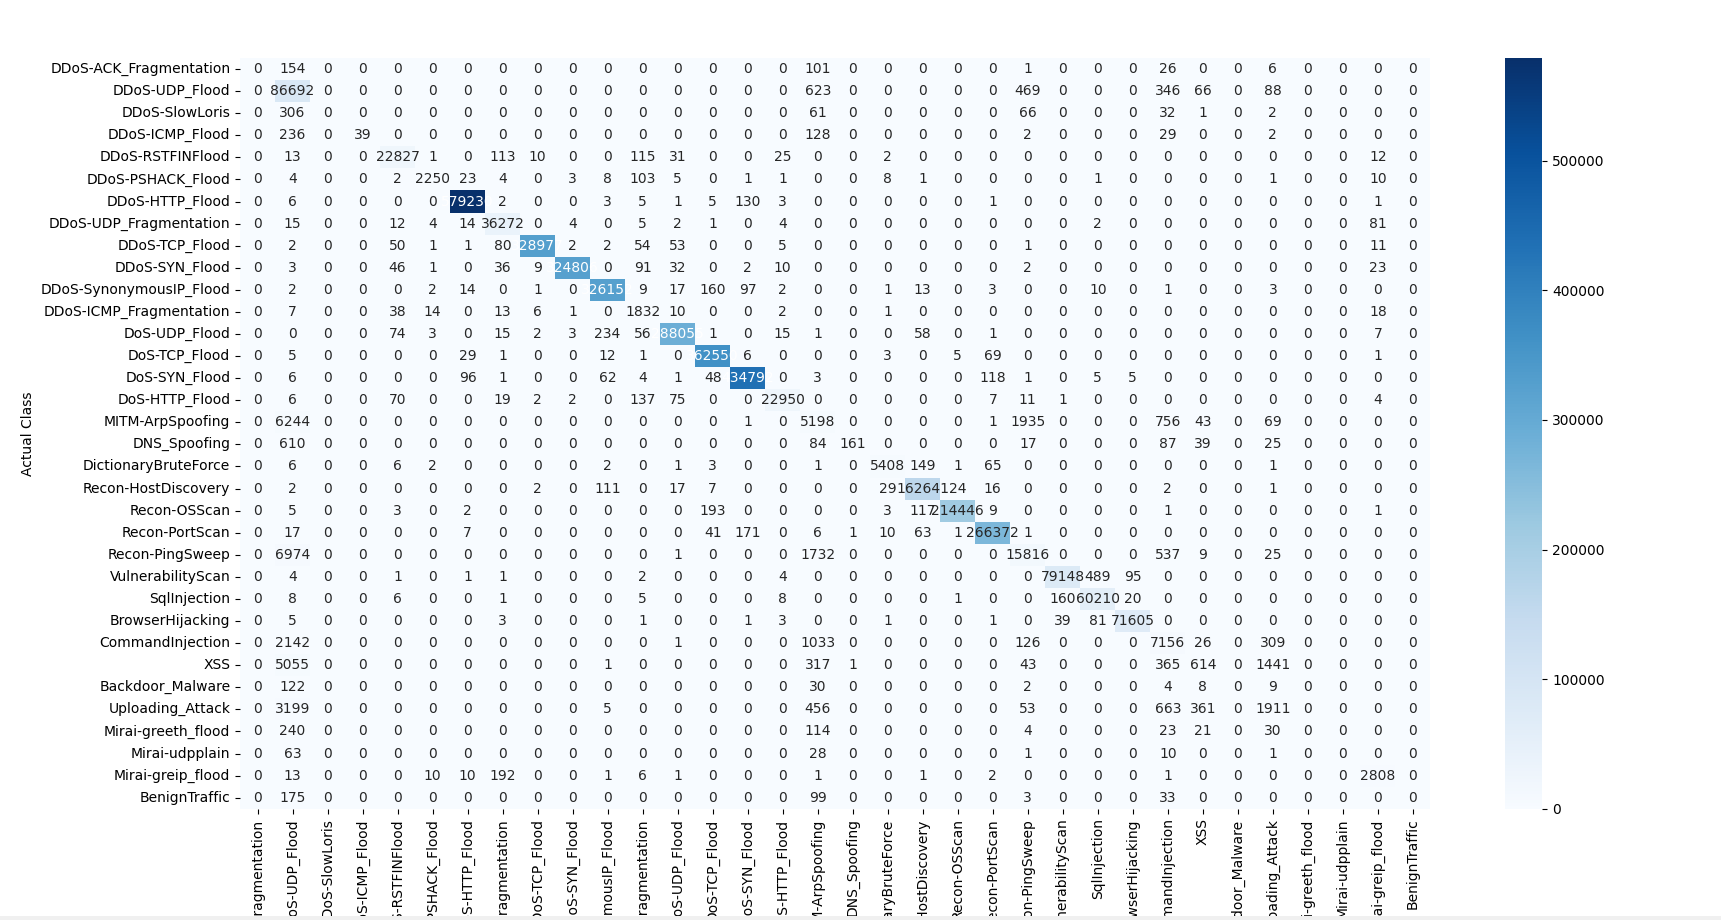 DDoS-ACK_Fragmentation 0 154 0 0 0 0 0 0 0 0 0 0 0 0 0 0 101 0 0 0 0 0 1 0 0 0 26 0 0 6 0 0 0 0
DDoS-UDP_Flood 0 86692 0 0 0 0 0 0 0 0 0 0 0 0 0 0 623 0 0 0 0 0 469 0 0 0 346 66 0 88 0 0 0 0
DDoS-SlowLoris 0 306 0 0 0 0 0 0 0 0 0 0 0 0 0 0 61 0 0 0 0 0 66 0 0 0 32 1 0 2 0 0 0 0
DDoS-ICMP_Flood 0 236 0 39 0 0 0 0 0 0 0 0 0 0 0 0 128 0 0 0 0 0 2 0 0 0 29 0 0 2 0 0 0 0
DDoS-RSTFINFlood 0 13 0 0 22827 1 0 113 10 0 0 115 31 0 0 25 0 0 2 0 0 0 0 0 0 0 0 0 0 0 0 0 12 0
DDoS-PSHACK_Flood 0 4 0 0 2 2250 23 4 0 3 8 103 5 0 1 1 0 0 8 1 0 0 0 0 1 0 0 0 0 1 0 0 10 0
DDoS-HTTP_Flood 0 6 0 0 0 0 7923 2 0 0 3 5 1 5 130 3 0 0 0 0 0 1 0 0 0 0 0 0 0 0 0 0 1 0
DDoS-UDP_Fragmentation 0 15 0 0 12 4 14 36272 0 4 0 5 2 1 0 4 0 0 0 0 0 0 0 0 2 0 0 0 0 0 0 0 81 0
DDoS-TCP_Flood 0 2 0 0 50 1 1 80 2897 2 2 54 53 0 0 5 0 0 0 0 0 0 1 0 0 0 0 0 0 0 0 0 11 0
DDoS-SYN_Flood 0 3 0 0 46 1 0 36 9 2480 0 91 32 0 2 10 0 0 0 0 0 0 2 0 0 0 0 0 0 0 0 0 23 0
DDoS-SynonymousIP_Flood 0 2 0 0 0 2 14 0 1 0 2615 9 17 160 97 2 0 0 1 13 0 3 0 0 10 0 1 0 0 3 0 0 0 0
DDoS-ICMP_Fragmentation 0 7 0 0 38 14 0 13 6 1 0 1832 10 0 0 2 0 0 1 0 0 0 0 0 0 0 0 0 0 0 0 0 18 0
DoS-UDP_Flood 0 0 0 0 74 3 0 15 2 3 234 56 8805 1 0 15 1 0 0 58 0 1 0 0 0 0 0 0 0 0 0 0 7 0
DoS-TCP_Flood 0 5 0 0 0 0 29 1 0 0 12 1 0 6255 6 0 0 0 3 0 5 69 0 0 0 0 0 0 0 0 0 0 1 0
DoS-SYN_Flood 0 6 0 0 0 0 96 1 0 0 62 4 1 48 3479 0 3 0 0 0 0 118 1 0 5 5 0 0 0 0 0 0 0 0
DoS-HTTP_Flood 0 6 0 0 70 0 0 19 2 2 0 137 75 0 0 22950 0 0 0 0 0 7 11 1 0 0 0 0 0 0 0 0 4 0
MITM-ArpSpoofing 0 6244 0 0 0 0 0 0 0 0 0 0 0 0 1 0 5198 0 0 0 0 1 1935 0 0 0 756 43 0 69 0 0 0 0
DNS_Spoofing 0 610 0 0 0 0 0 0 0 0 0 0 0 0 0 0 84 161 0 0 0 0 17 0 0 0 87 39 0 25 0 0 0 0
DictionaryBruteForce 0 6 0 0 6 2 0 0 0 0 2 0 1 3 0 0 1 0 5408 149 1 65 0 0 0 0 0 0 0 1 0 0 0 0
Recon-HostDiscovery 0 2 0 0 0 0 0 0 2 0 111 0 17 7 0 0 0 0 29 16264 124 16 0 0 0 0 2 0 0 1 0 0 0 0
Recon-OSScan 0 5 0 0 3 0 2 0 0 0 0 0 0 193 0 0 0 0 3 117 214446 9 0 0 0 0 1 0 0 0 0 0 1 0
Recon-PortScan 0 17 0 0 0 0 7 0 0 0 0 0 0 41 171 0 6 1 10 63 1 266372 1 0 0 0 0 0 0 0 0 0 0 0
Recon-PingSweep 0 6974 0 0 0 0 0 0 0 0 0 0 1 0 0 0 1732 0 0 0 0 0 15816 0 0 0 537 9 0 25 0 0 0 0
VulnerabilityScan 0 4 0 0 1 0 1 1 0 0 0 2 0 0 0 4 0 0 0 0 0 0 0 79148 489 95 0 0 0 0 0 0 0 0
SqlInjection 0 8 0 0 6 0 0 1 0 0 0 5 0 0 0 8 0 0 0 0 1 0 0 160 60210 20 0 0 0 0 0 0 0 0
BrowserHijacking 0 5 0 0 0 0 0 3 0 0 0 1 0 0 1 3 0 0 1 0 0 1 0 39 81 71605 0 0 0 0 0 0 0 0
CommandInjection 0 2142 0 0 0 0 0 0 0 0 0 0 1 0 0 0 1033 0 0 0 0 0 126 0 0 0 7156 26 0 309 0 0 0 0
XSS 0 5055 0 0 0 0 0 0 0 0 1 0 0 0 0 0 317 1 0 0 0 0 43 0 0 0 365 614 0 1441 0 0 0 0
Backdoor_Malware 0 122 0 0 0 0 0 0 0 0 0 0 0 0 0 0 30 0 0 0 0 0 2 0 0 0 4 8 0 9 0 0 0 0
Uploading_Attack 0 3199 0 0 0 0 0 0 0 0 5 0 0 0 0 0 456 0 0 0 0 0 53 0 0 0 663 361 0 1911 0 0 0 0
Mirai-greeth_flood 0 240 0 0 0 0 0 0 0 0 0 0 0 0 0 0 114 0 0 0 0 0 4 0 0 0 23 21 0 30 0 0 0 0
Mirai-udpplain 0 63 0 0 0 0 0 0 0 0 0 0 0 0 0 0 28 0 0 0 0 0 1 0 0 0 10 0 0 1 0 0 0 0
Mirai-greip_flood 0 13 0 0 0 10 10 192 0 0 1 6 1 0 0 0 1 0 0 1 0 2 0 0 0 0 1 0 0 0 0 0 2808 0
BenignTraffic 0 175 0 0 0 0 0 0 0 0 0 0 0 0 0 0 99 0 0 0 0 0 3 0 0 0 33 0 0 0 0 0 0 0
Actual Class
ragmentation
oS-UDP_Flood
DoS-SlowLoris
S-ICMP_Flood
-RSTFINFlood
PSHACK_Flood
S-HTTP_Flood
ragmentation
DoS-TCP_Flood
oS-SYN_Flood
mousIP_Flood
ragmentation
oS-UDP_Flood
DoS-TCP_Flood
oS-SYN_Flood
S-HTTP_Flood
M-ArpSpoofing
DNS_Spoofing
aryBruteForce
HostDiscovery
Recon-OSScan
econ-PortScan
on-PingSweep
nerabilityScan
SqlInjection
wserHijacking
mandInjection
XSS
door_Malware
oading_Attack
i-greeth_flood
Mirai-udpplain
ai-greip_flood
BenignTraffic
500000
400000
300000
200000
100000
0